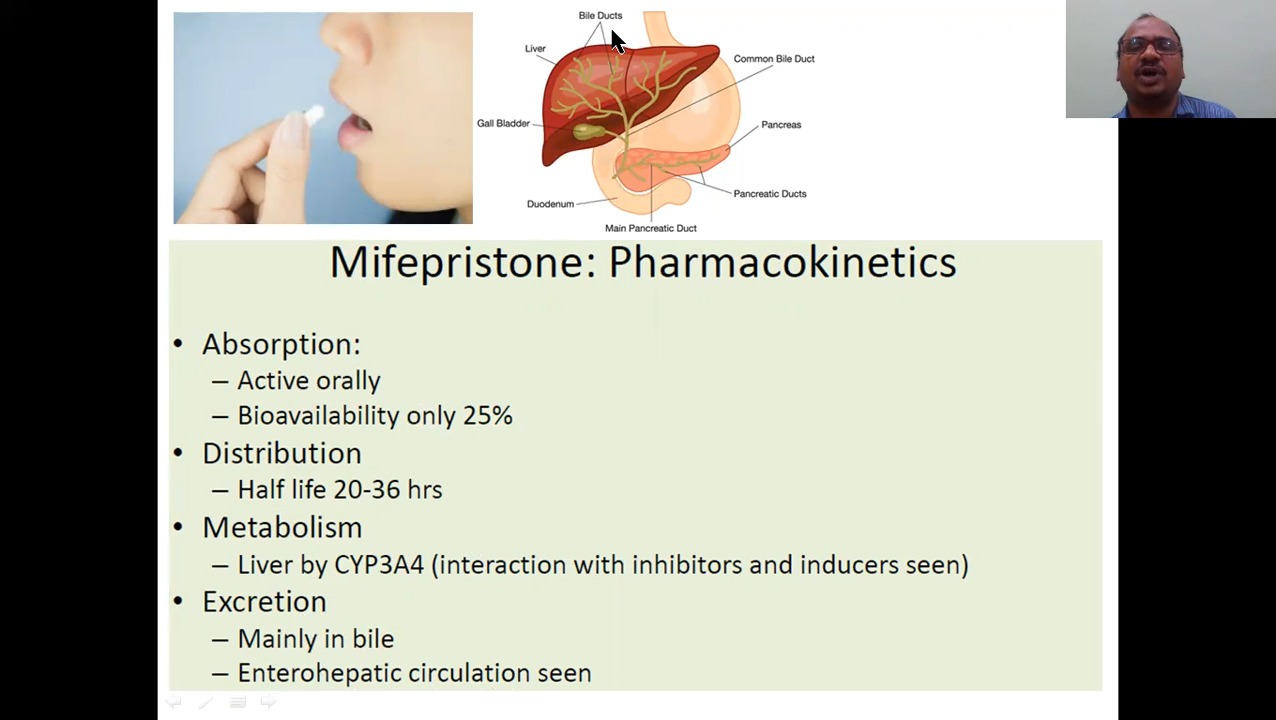 Bile Ducts
Liver
Common Bile Duct
Gall Bladder
Pancreas
Pancreatic Ducts
Duodenum
Main Pancreatic Duct
Mifepristone: Pharmacokinetics
• Absorption:
– Active orally
– Bioavailability only 25%
• Distribution
– Half life 20-36 hrs
• Metabolism
– Liver by CYP3A4 (interaction with inhibitors and inducers seen)
• Excretion
– Mainly in bile
– Enterohepatic circulation seen